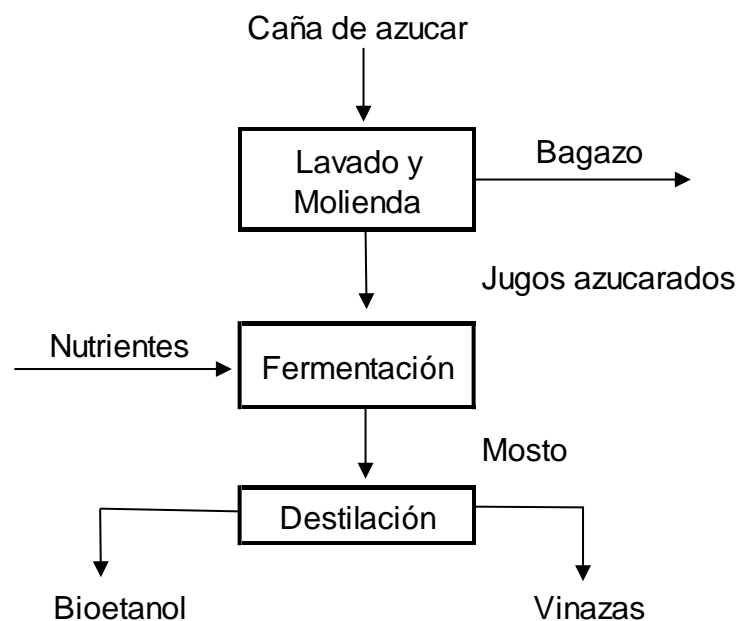 Caña de azucar
Lavado y
Molienda
Bagazo
Jugos azucarados
Nutrientes
Fermentación
Mosto
Destilación
Bioetanol
Vinazas